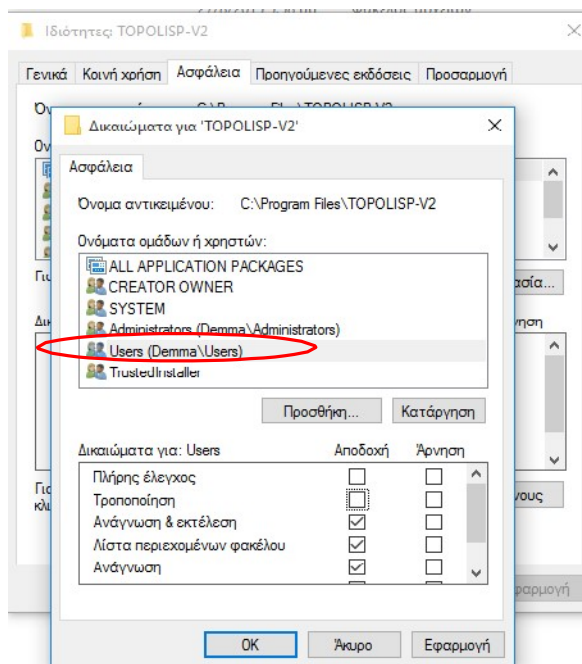 Ιδιότητες: TOPOLISP-V2
Γενικά Κοινή χρήση Ασφάλεια Προηγούμενες εκδόσεις Προσαρμογή
Δικαιώματα για 'TOPOLISP-V2'
Ασφάλεια
Όνομα αντικειμένου: C:\Program Files\TOPOLISP-V2
Ονόματα ομάδων ή χρηστών:
ALL APPLICATION PACKAGES
CREATOR OWNER
SYSTEM
Administrators (Demma\Administrators)
Users (Demma\Users)
TrustedInstaller
Προσθήκη... Κατάργηση
Δικαιώματα για: Users Αποδοχή Άρνηση
Πλήρης έλεγχος
Τροποποίηση
Ανάγνωση & εκτέλεση
Λίστα περιεχομένων φακέλου
Ανάγνωση
OK Άκυρο Εφαρμογή